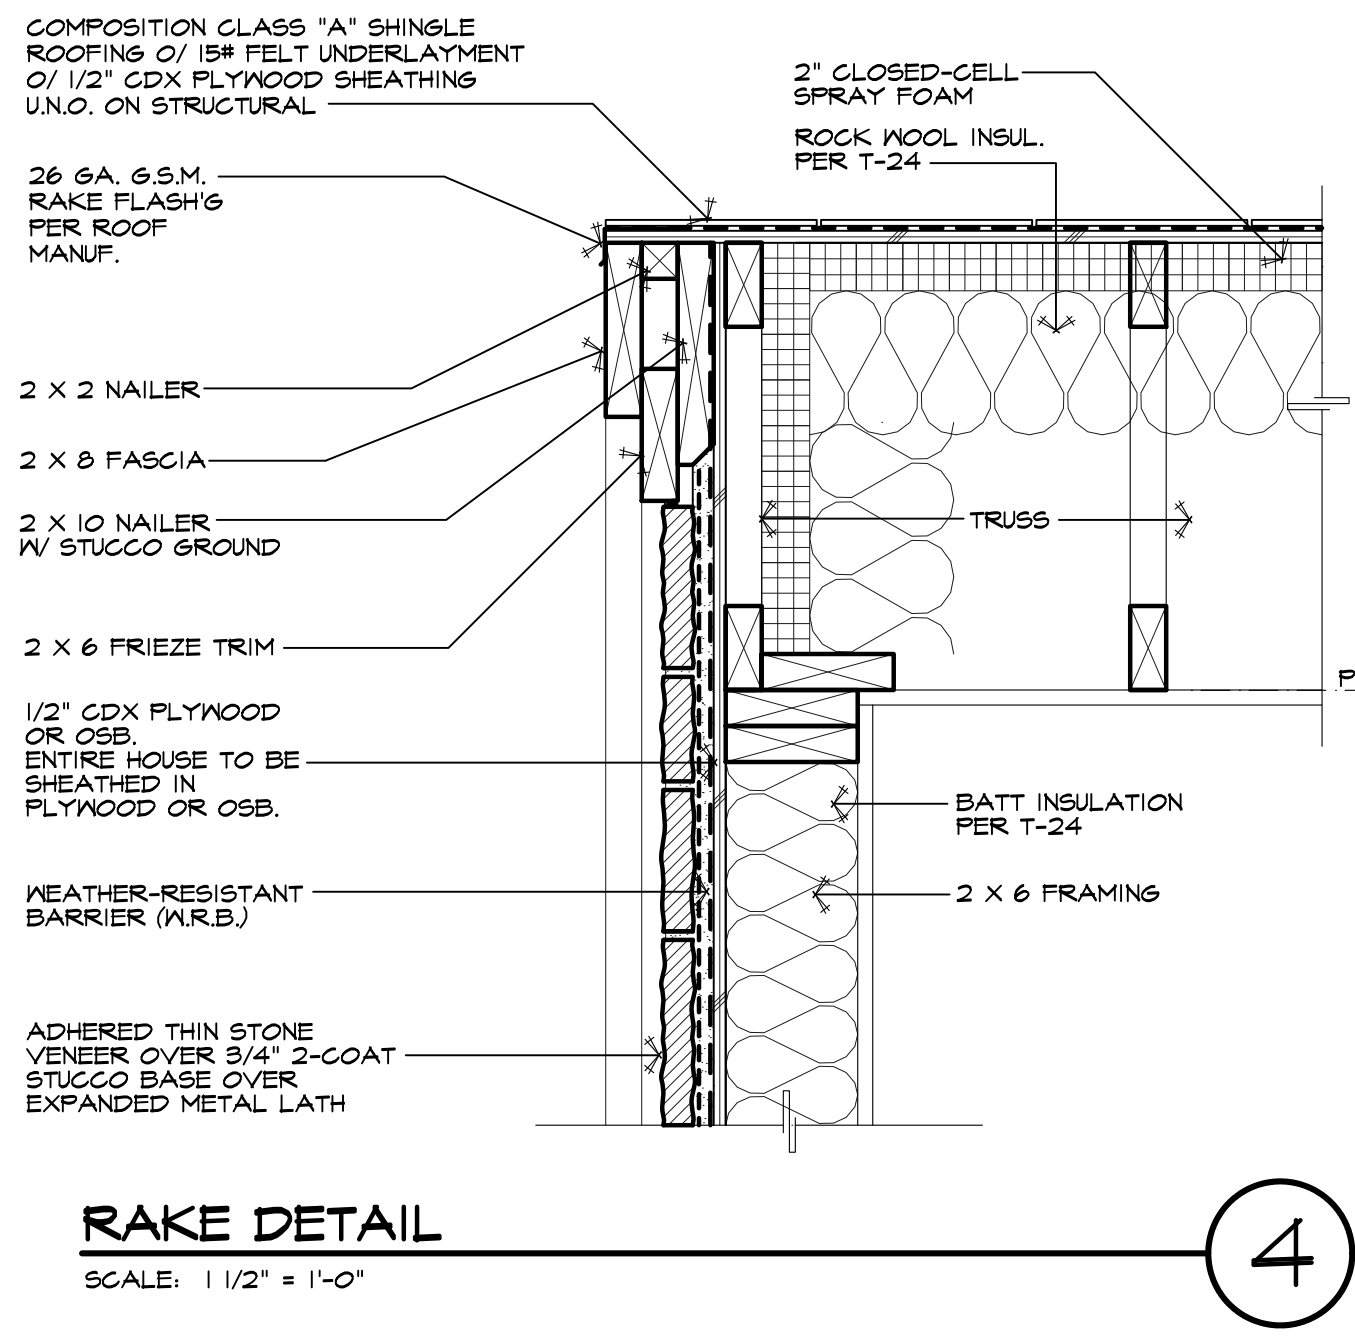 COMPOSITION CLASS "A" SHINGLE
ROOFING O/ 15# FELT UNDERLAYMENT
O/ 1/2" CDX PLYWOOD SHEATHING
U.N.O. ON STRUCTURAL
2" CLOSED-CELL
SPRAY FOAM
ROCK WOOL INSUL.
PER T-24
26 GA. G.S.M.
RAKE FLASH'G
PER ROOF
MANUF.
2 X 2 NAILER
2 X 8 FASCIA
2 X 10 NAILER
W/ STUCCO GROUND
TRUSS
2 X 6 FRIEZE TRIM
P
1/2" CDX PLYWOOD
OR OSB.
ENTIRE HOUSE TO BE
SHEATHED IN
PLYWOOD OR OSB.
BATT INSULATION
PER T-24
WEATHER-RESISTANT
BARRIER (W.R.B.)
2 X 6 FRAMING
ADHERED THIN STONE
VENEER OVER 3/4" 2-COAT
STUCCO BASE OVER
EXPANDED METAL LATH
RAKE DETAIL
SCALE: 1 1/2" = 1'-0"
4